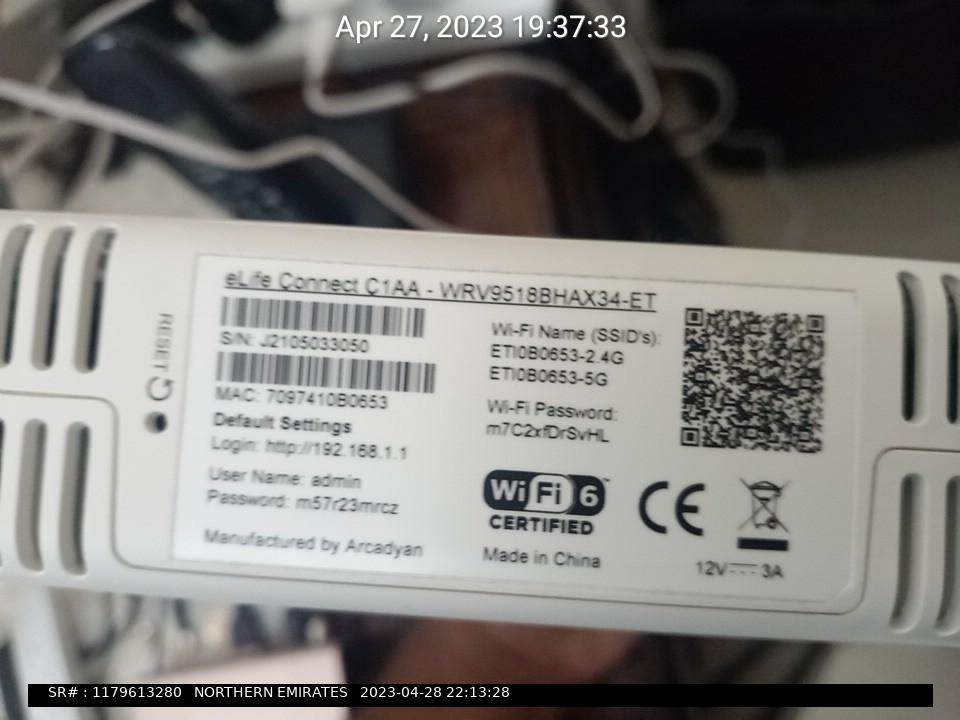 Apr 27, 2023 19:37:33
eLife Connect C1AA - WRV9518BHAX34-ET
S/N: J2105033050
MAC: 7097410B0653
Default Settings
Login: http://192.168.1.1
User Name: admin
Password: m57r23mrcz
Manufactured by Arcadyan
RESET
Wi-Fi Name (SSID's):
ETI0B0653-2.4G
ETI0B0653-5G
Wi-Fi Password:
m7C2xfDrSvHL
Wi Fi 6™
CERTIFIED
Made in China
CE
12V 3A
SR# : 1179613280 NORTHERN EMIRATES 2023-04-28 22:13:28